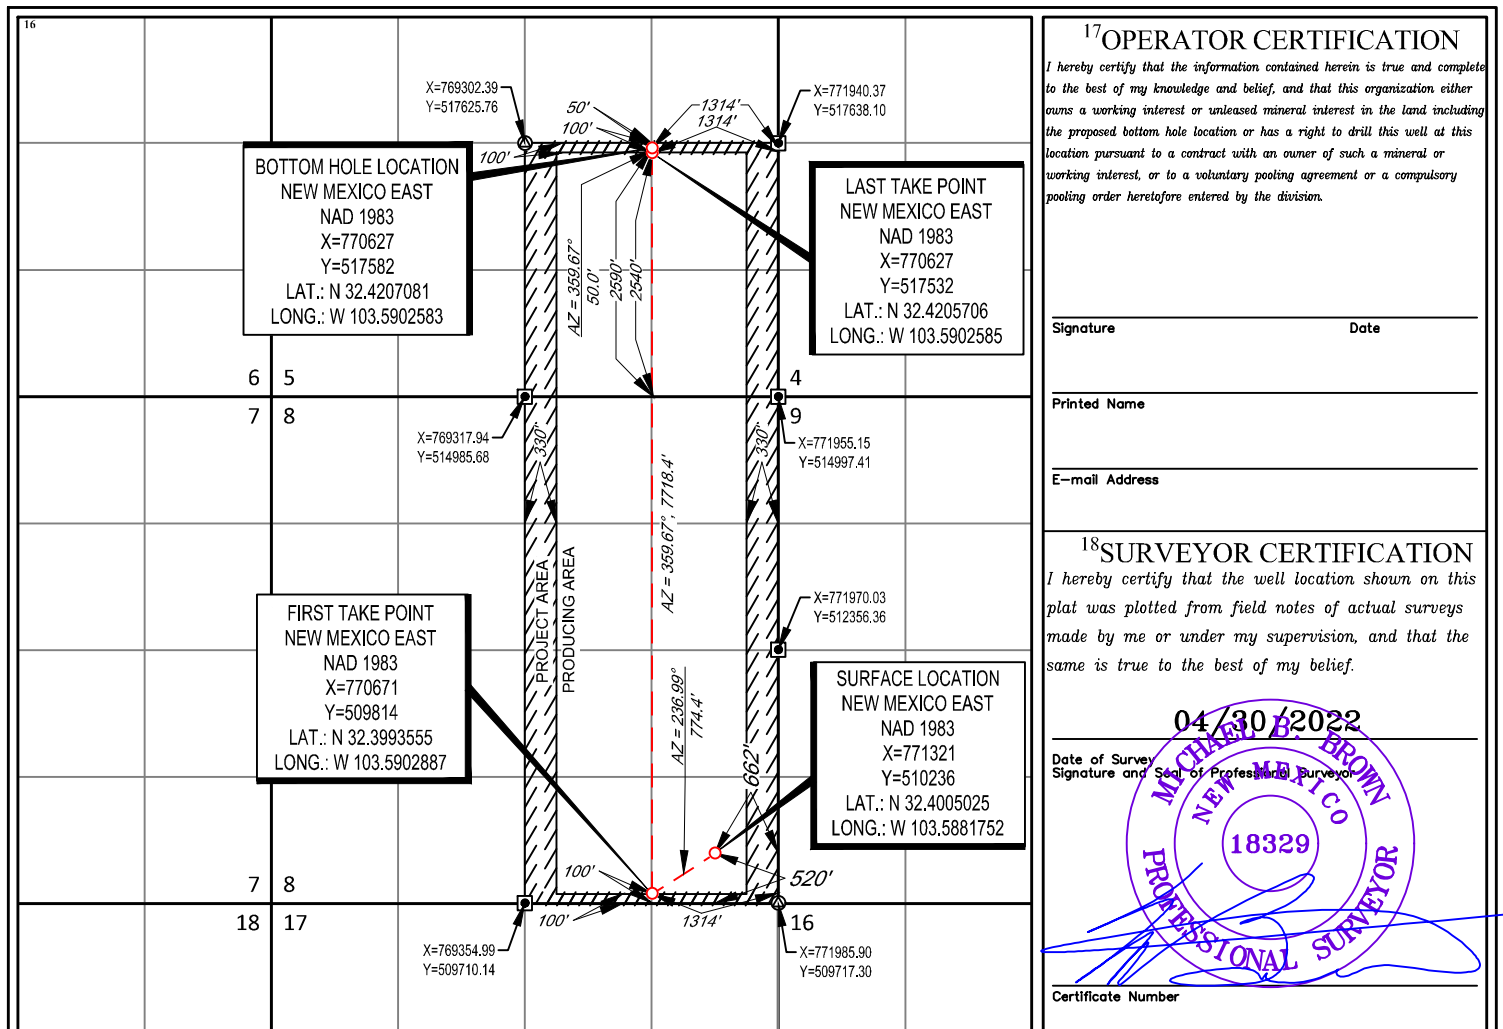 16
X=769302.39
Y=517625.76
50'
100'
100'
1314'
1314'
X=771940.37
Y=517638.10
BOTTOM HOLE LOCATION
NEW MEXICO EAST
NAD 1983
X=770627
Y=517582
LAT.: N 32.4207081
LONG.: W 103.5902583
LAST TAKE POINT
NEW MEXICO EAST
NAD 1983
X=770627
Y=517532
LAT.: N 32.4205706
LONG.: W 103.5902585
AZ = 359.67°
50.0'
2590'
2540'
6 5
7 8
4
9
X=769317.94
Y=514985.68
330'
330'
X=771955.15
Y=514997.41
AZ = 359.67°, 7718.4'
PROJECT AREA
PRODUCING AREA
X=771970.03
Y=512356.36
FIRST TAKE POINT
NEW MEXICO EAST
NAD 1983
X=770671
Y=509814
LAT.: N 32.3993555
LONG.: W 103.5902887
AZ = 236.99°
774.4'
662'
SURFACE LOCATION
NEW MEXICO EAST
NAD 1983
X=771321
Y=510236
LAT.: N 32.4005025
LONG.: W 103.5881752
100'
520'
7 8
18 17
100'
1314'
16
X=769354.99
Y=509710.14
X=771985.90
Y=509717.30
17OPERATOR CERTIFICATION
I hereby certify that the information contained herein is true and complete
to the best of my knowledge and belief, and that this organization either
owns a working interest or unleased mineral interest in the land including
the proposed bottom hole location or has a right to drill this well at this
location pursuant to a contract with an owner of such a mineral or
working interest, or to a voluntary pooling agreement or a compulsory
pooling order heretofore entered by the division.
Signature Date
Printed Name
E-mail Address
18SURVEYOR CERTIFICATION
I hereby certify that the well location shown on this
plat was plotted from field notes of actual surveys
made by me or under my supervision, and that the
same is true to the best of my belief.
04/30/2022
Date of Survey
Signature and Seal of Professional Surveyor
MICHAEL B. BROWN
NEW MEXICO
18329
PROFESSIONAL SURVEYOR
Certificate Number